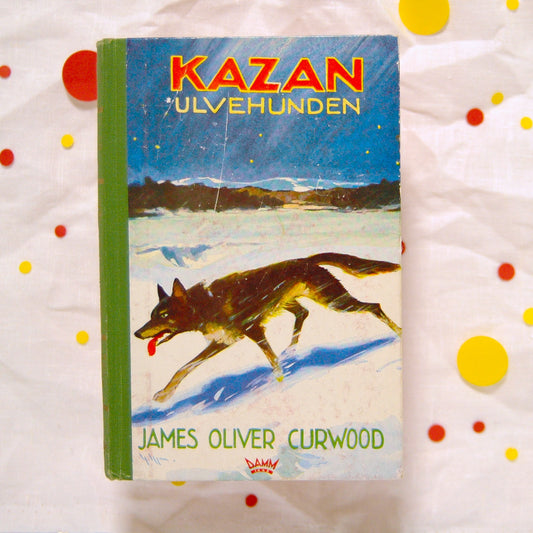 KAZAN
ULVEHUNDEN
JAMES OLIVER CURWOOD
DAMM